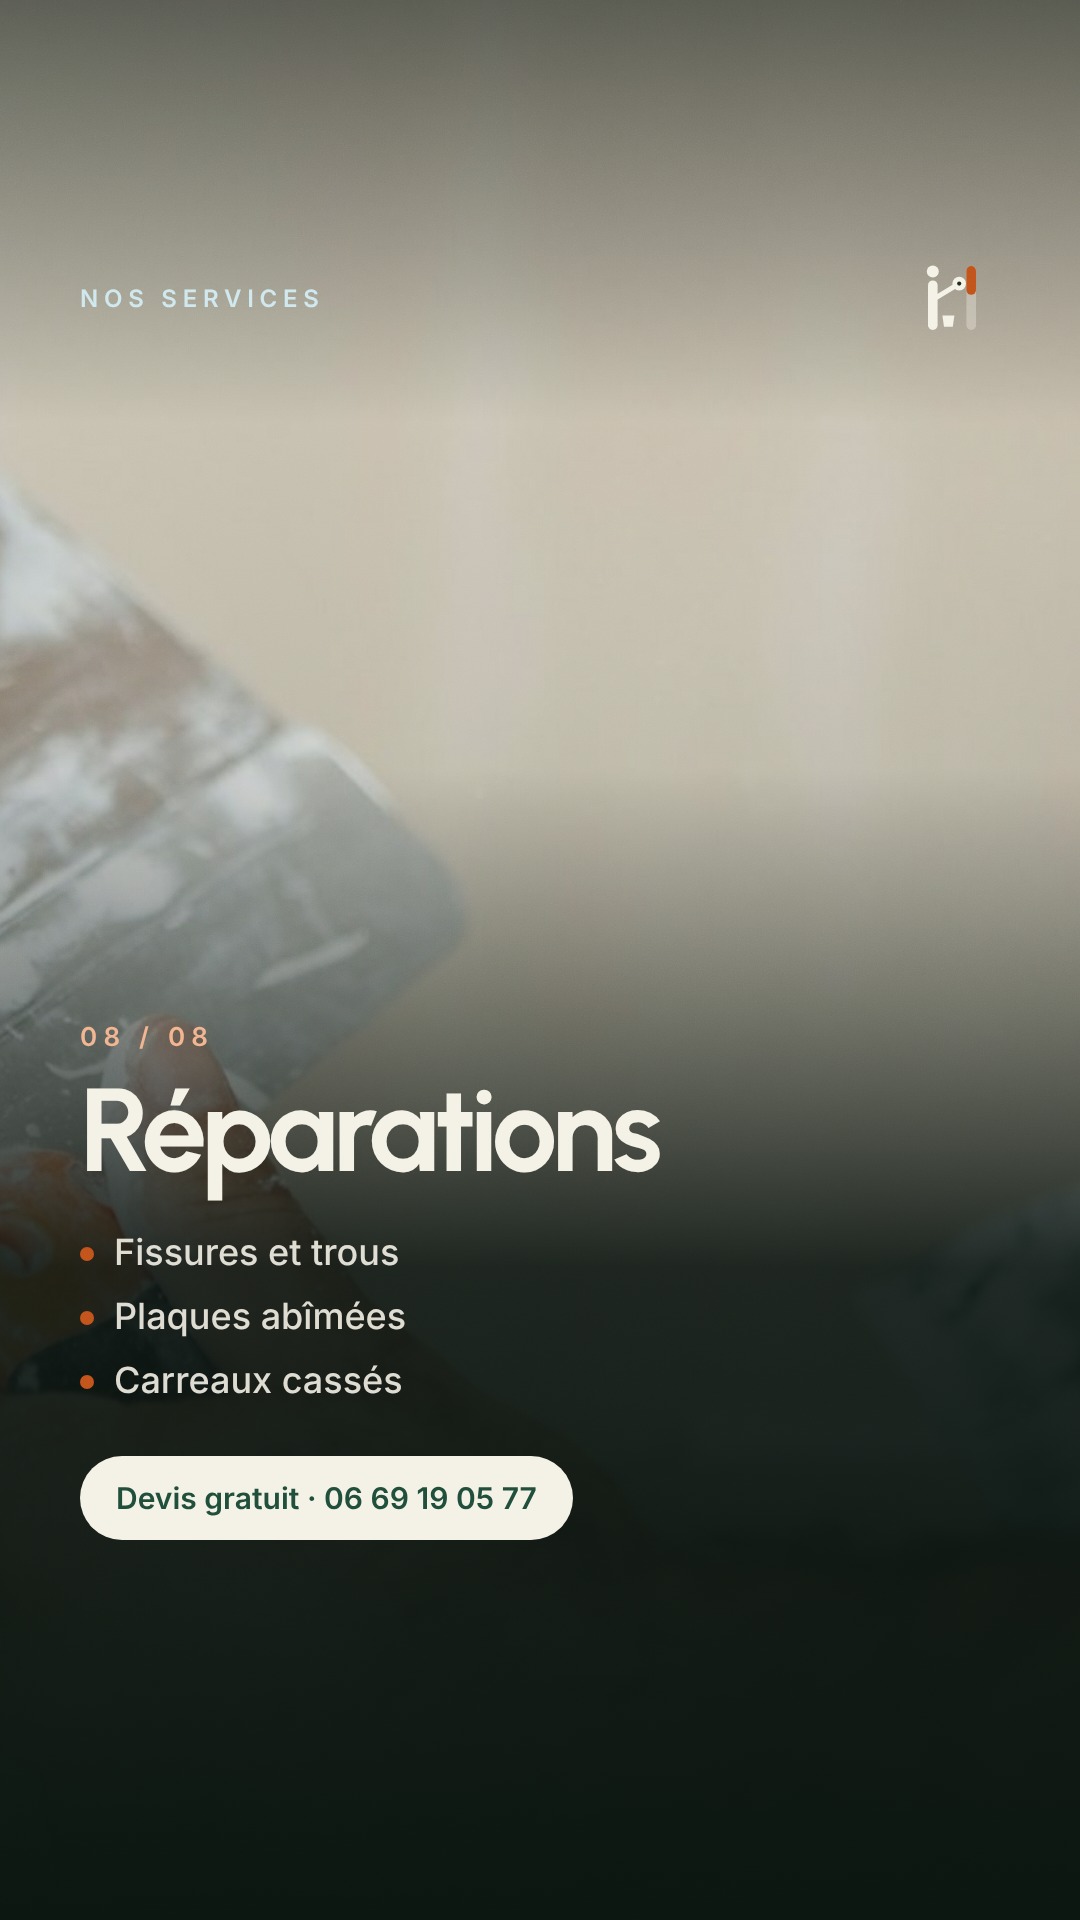 NOS SERVICES
08 / 08
Réparations
Fissures et trous
Plaques abîmées
Carreaux cassés
Devis gratuit · 06 69 19 05 77